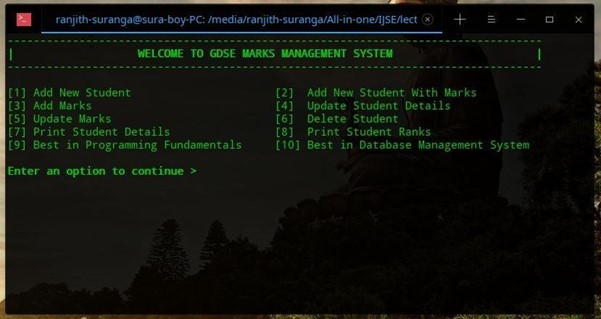 ranjith-suranga@sura-boy-PC: /media/ranjith-suranga/All-in-one/IJSE/lect
WELCOME TO GDSE MARKS MANAGEMENT SYSTEM
[1] Add New Student [2] Add New Student With Marks
[3] Add Marks [4] Update Student Details
[5] Update Marks [6] Delete Student
[7] Print Student Details [8] Print Student Ranks
[9] Best in Programming Fundamentals [10] Best in Database Management System
Enter an option to continue >